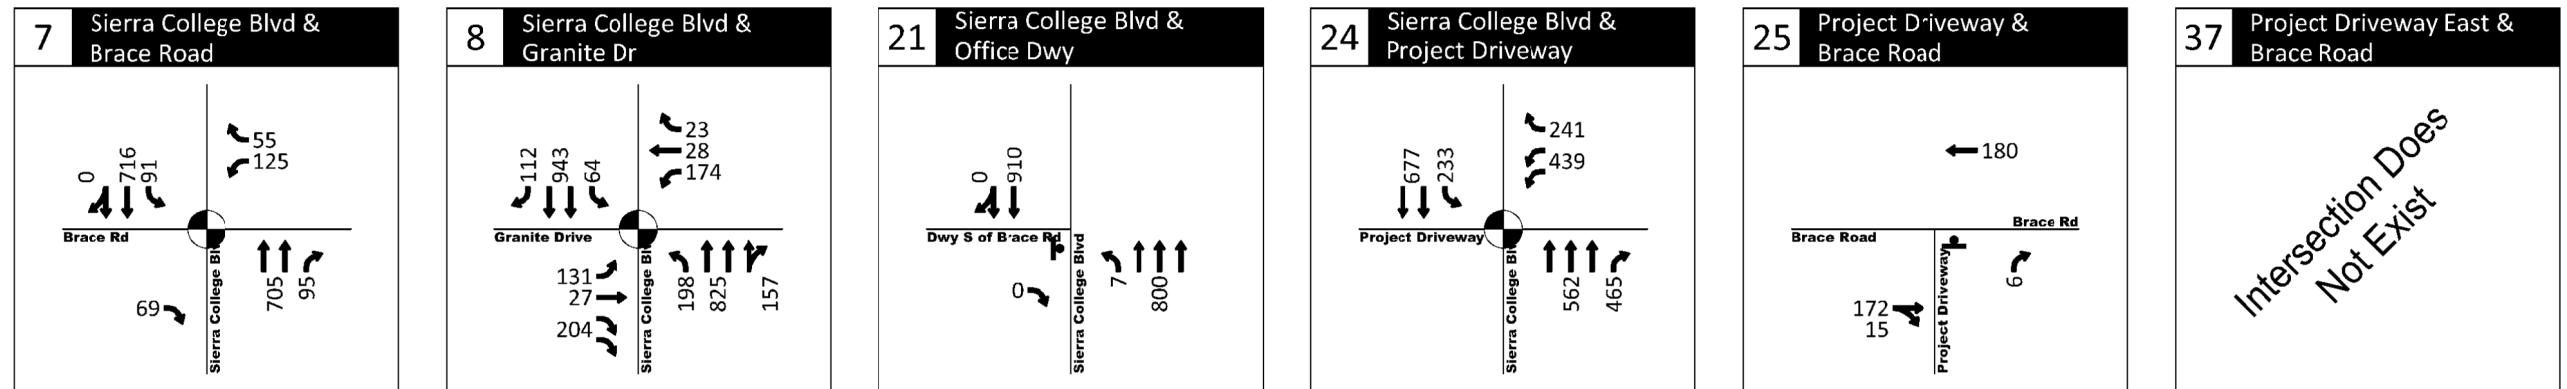 7
Sierra College Blvd &
Brace Road
0
716
91
55
125
Brace Rd
Sierra College Blv
69
705
95
8
Sierra College Blvd &
Granite Dr
112
943
64
23
28
174
Granite Drive
Sierra College Blv
131
27
204
198
825
157
21
Sierra College Blvd &
Office Dwy
0
910
Dwy S of Brace Rd
Sierra College Blvd
0
7
800
24
Sierra College Blvd &
Project Driveway
677
233
241
439
Project Driveway
Sierra College Blv
562
465
25
Project Driveway &
Brace Road
180
Brace Road
Brace Rd
Project Driveway
172
15
6
37
Project Driveway East &
Brace Road
Intersection Does
Not Exist